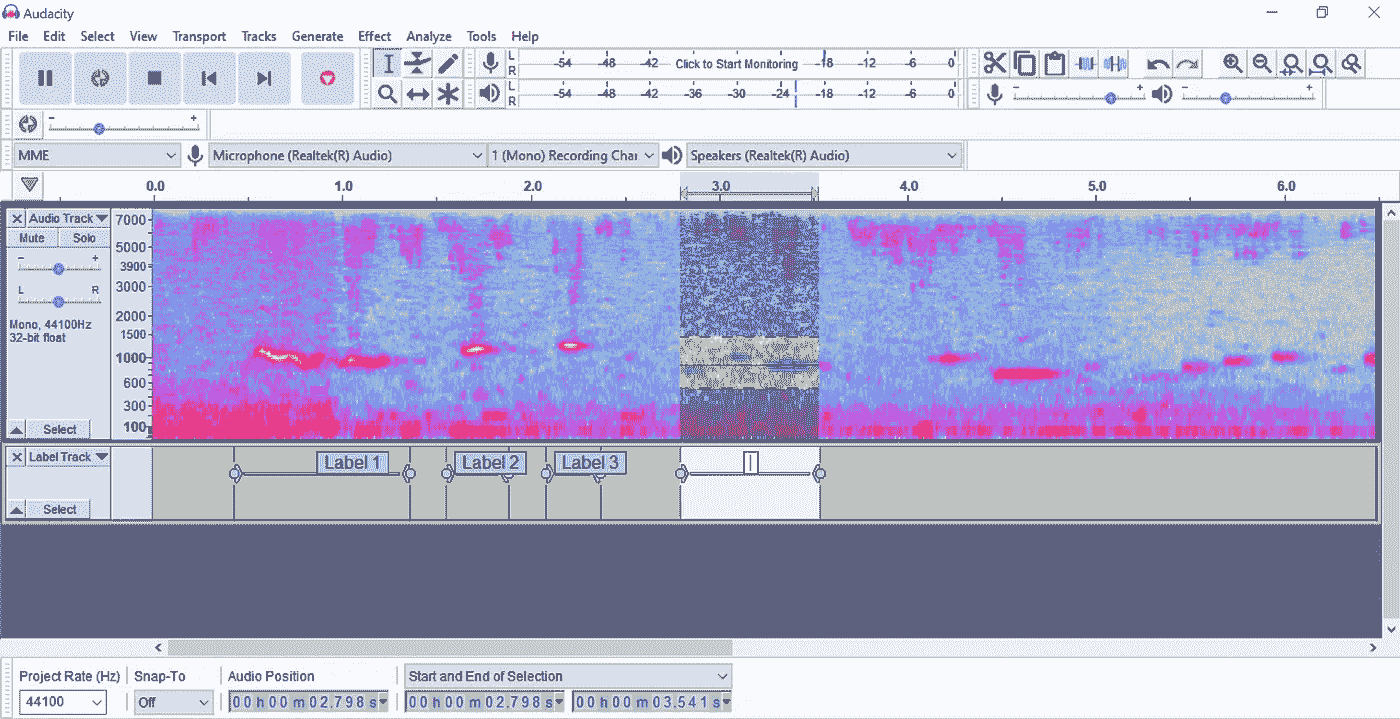 Audacity
File Edit Select View Transport Tracks Generate Effect Analyze Tools Help
L R -54 -48 -42 Click to Start Monitoring -18 -12 -6 0
L R -54 -48 -42 -36 -30 -24 -18 -12 -6 0
- + - +
- +
MME Microphone (Realtek(R) Audio) 1 (Mono) Recording Char Speakers (Realtek(R) Audio)
0.0 1.0 2.0 3.0 4.0 5.0 6.0
Audio Track
Mute Solo
- +
L R
Mono, 44100Hz
32-bit float
Select
7000
5000
3900
3000
2000
1500
1000
600
300
100
Label Track
Select
Label 1 Label 2 Label 3
Project Rate (Hz) Snap-To Audio Position Start and End of Selection
44100 Off 00 h 00 m 02.798 s 00 h 00 m 02.798 s 00 h 00 m 03.541 s